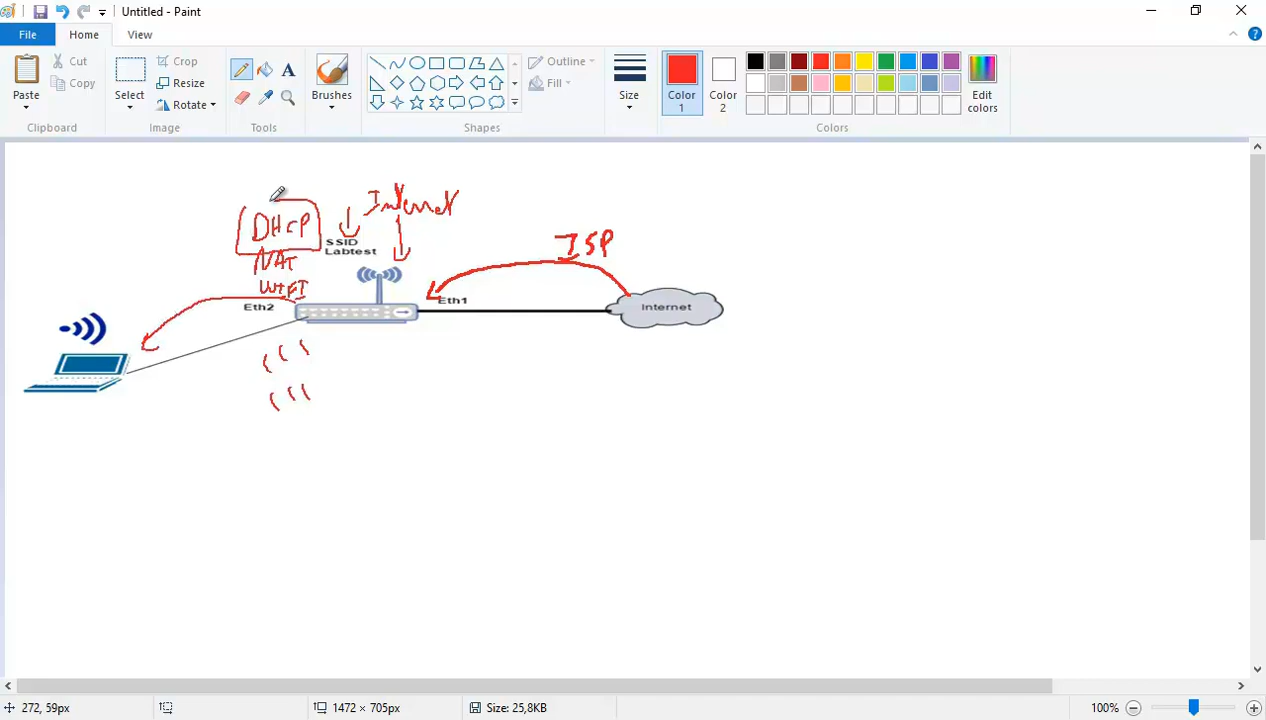 Untitled - Paint
File
Home
View
Paste
Cut
Copy
Clipboard
Select
Crop
Resize
Rotate
Image
A
Tools
Brushes
Outline
Fill
Shapes
Size
Color 1
Color 2
Edit colors
Colors
DHCP
NAT
WIFI
Internet
SSID
Labtest
ISP
Eth2
Eth1
Internet
272, 59px
1472 × 705px
Size: 25,8KB
100%